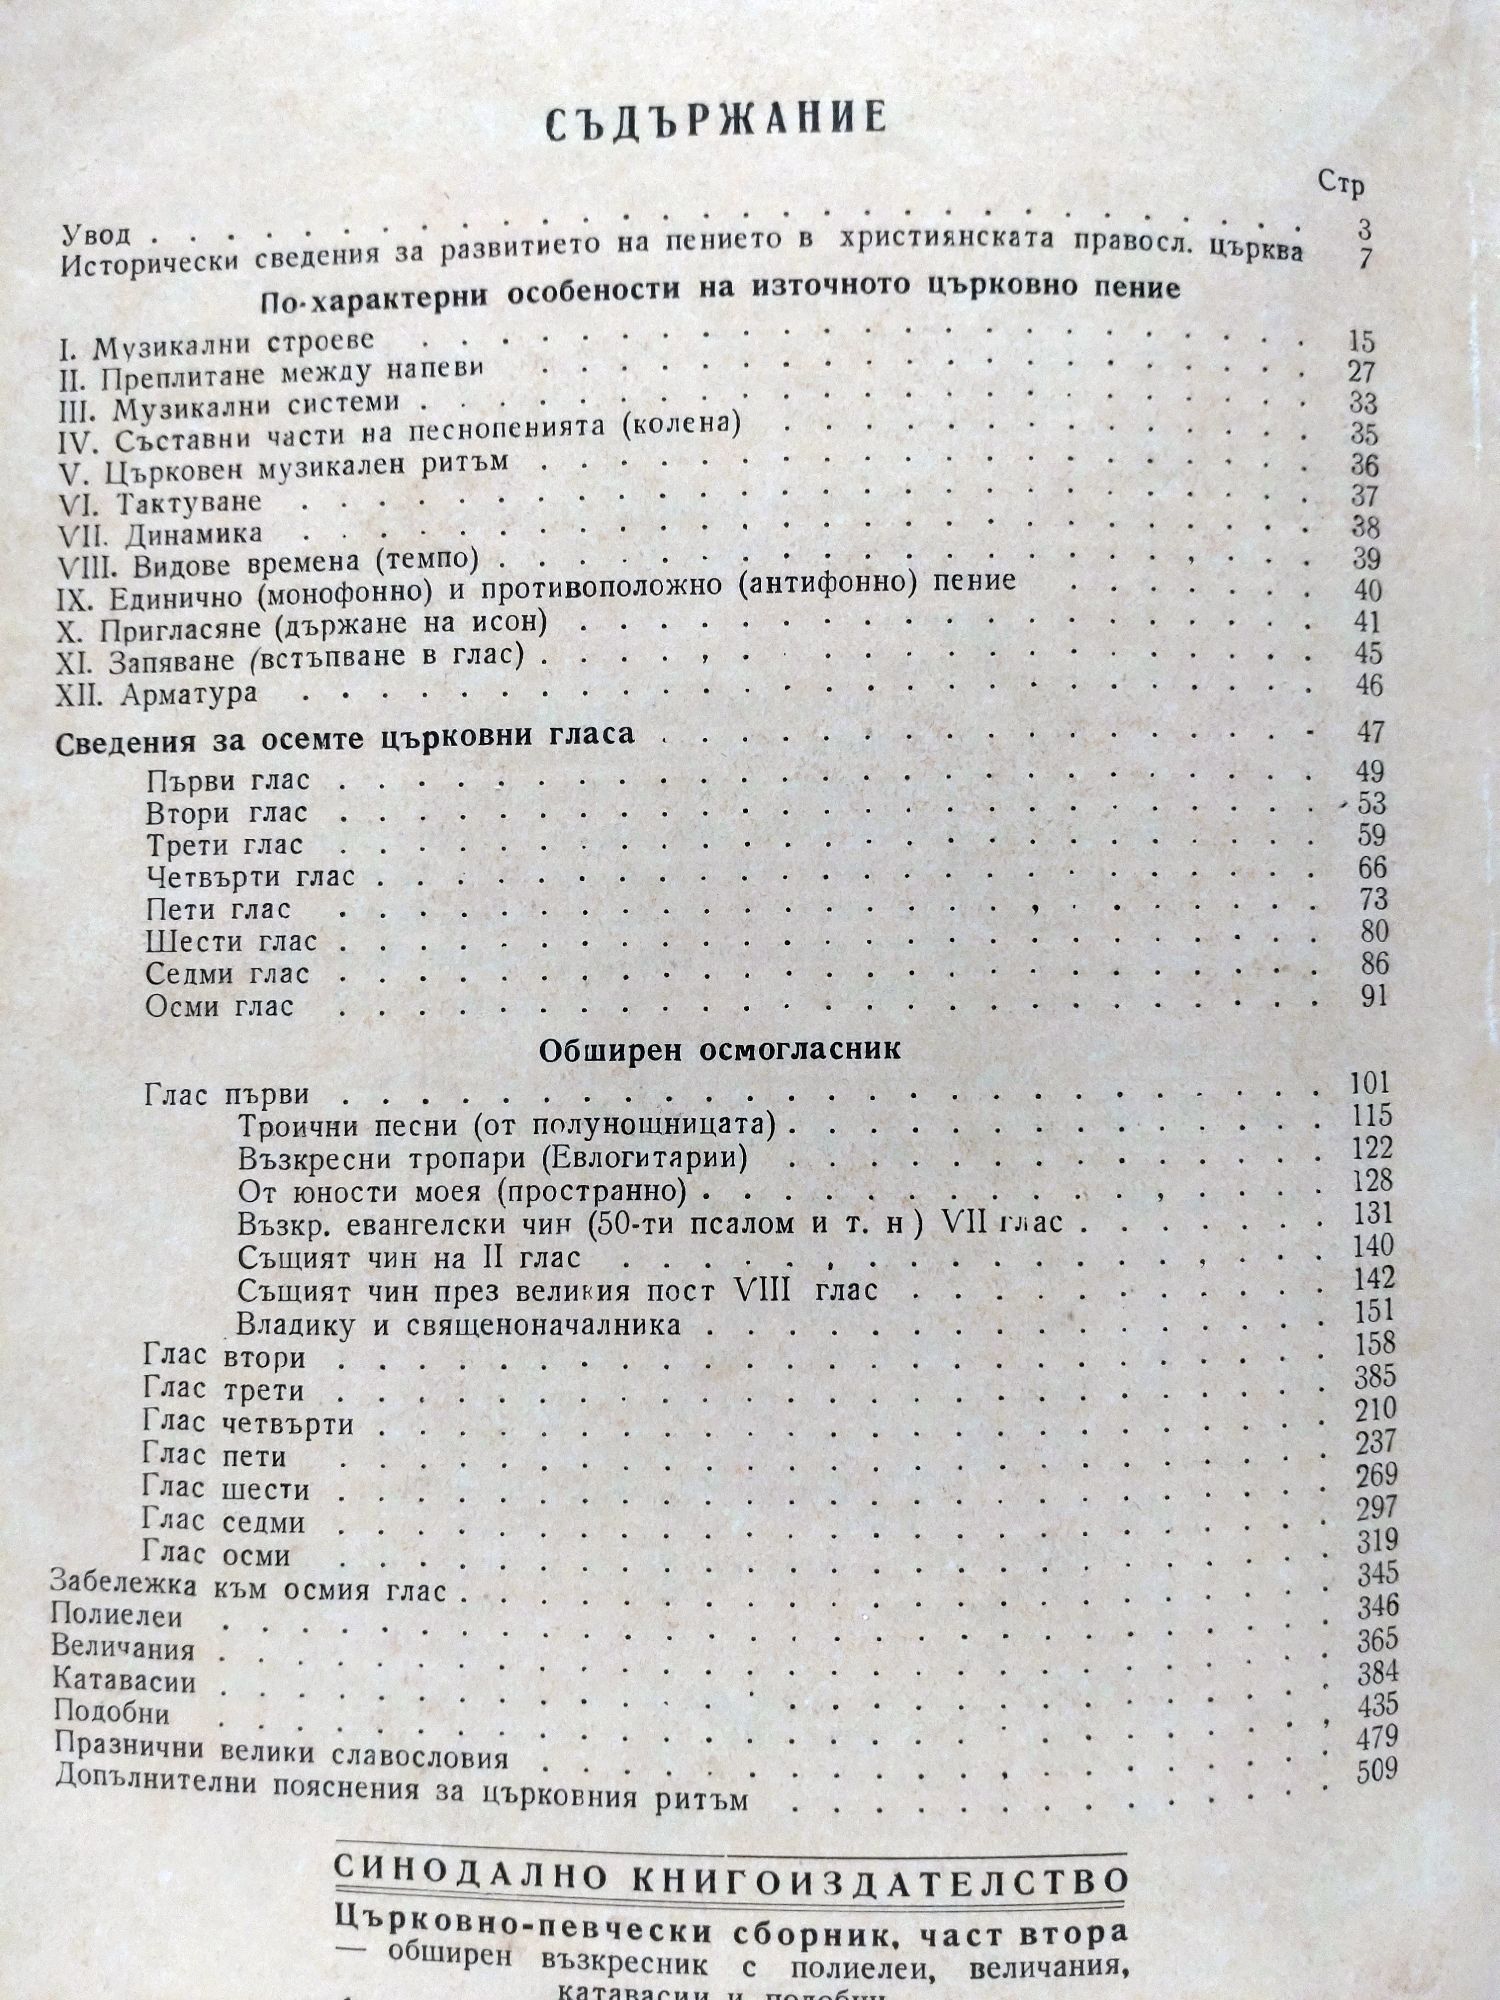 СЪДЪРЖАНИЕ
Стр
Увод . . . . . . . . . . . . . . . . . . . . 3
Исторически сведения за развитието на пението в християнската правосл. църква 7
По-характерни особености на източното църковно пение
I. Музикални строеве . . . . . . . . . . . . 15
II. Преплитане между напеви . . . . . . . . . . . . 27
III. Музикални системи . . . . . . . . . . . . 33
IV. Съставни части на песнопенията (колена) . . . . . . . . 35
V. Църковен музикален ритъм . . . . . . . . . . . . 36
VI. Тактуване . . . . . . . . . . . . 37
VII. Динамика . . . . . . . . . . . . 38
VIII. Видове времена (темпо) . . . . . . . . . . . . 39
IX. Единично (монофонно) и противоположно (антифонно) пение . . . . . . 40
X. Пригласяне (държане на исон) . . . . . . . . . . . . 41
XI. Запяване (встъпване в глас) . . . . . . . . . . . . 45
XII. Арматура . . . . . . . . . . . . 46
Сведения за осемте църковни гласа . . . . . . . . . . . . 47
Първи глас . . . . . . . . . . . . 49
Втори глас . . . . . . . . . . . . 53
Трети глас . . . . . . . . . . . . 59
Четвърти глас . . . . . . . . . . . . 66
Пети глас . . . . . . . . . . . . 73
Шести глас . . . . . . . . . . . . 80
Седми глас . . . . . . . . . . . . 86
Осми глас . . . . . . . . . . . . 91
Обширен осмогласник
Глас първи . . . . . . . . . . . . 101
Троични песни (от полунощницата) . . . . . . . . . . . . 115
Възкресни тропари (Евлогитарии) . . . . . . . . . . . . 122
От юности моея (пространно) . . . . . . . . . . . . 128
Възкр. евангелски чин (50-ти псалом и т. н) VII глас . . . . . . . 131
Същият чин на II глас . . . . . . . . . . . . 140
Същият чин през великия пост VIII глас . . . . . . . . . . 142
Владику и священоначалника . . . . . . . . . . . . 151
Глас втори . . . . . . . . . . . . 158
Глас трети . . . . . . . . . . . . 385
Глас четвърти . . . . . . . . . . . . 210
Глас пети . . . . . . . . . . . . 237
Глас шести . . . . . . . . . . . . 269
Глас седми . . . . . . . . . . . . 297
Глас осми . . . . . . . . . . . . 319
Забележка към осмия глас . . . . . . . . . . . . 345
Полиелеи . . . . . . . . . . . . 346
Величания . . . . . . . . . . . . 365
Катавасии . . . . . . . . . . . . 384
Подобни . . . . . . . . . . . . 435
Празнични велики славословия . . . . . . . . . . . . 479
Допълнителни пояснения за църковния ритъм . . . . . . . . . . . . 509
СИНОДАЛНО КНИГОИЗДАТЕЛСТВО
Църковно-певчески сборник, част втора
— обширен възкресник с полиелеи, величания,
катавасии и подобни